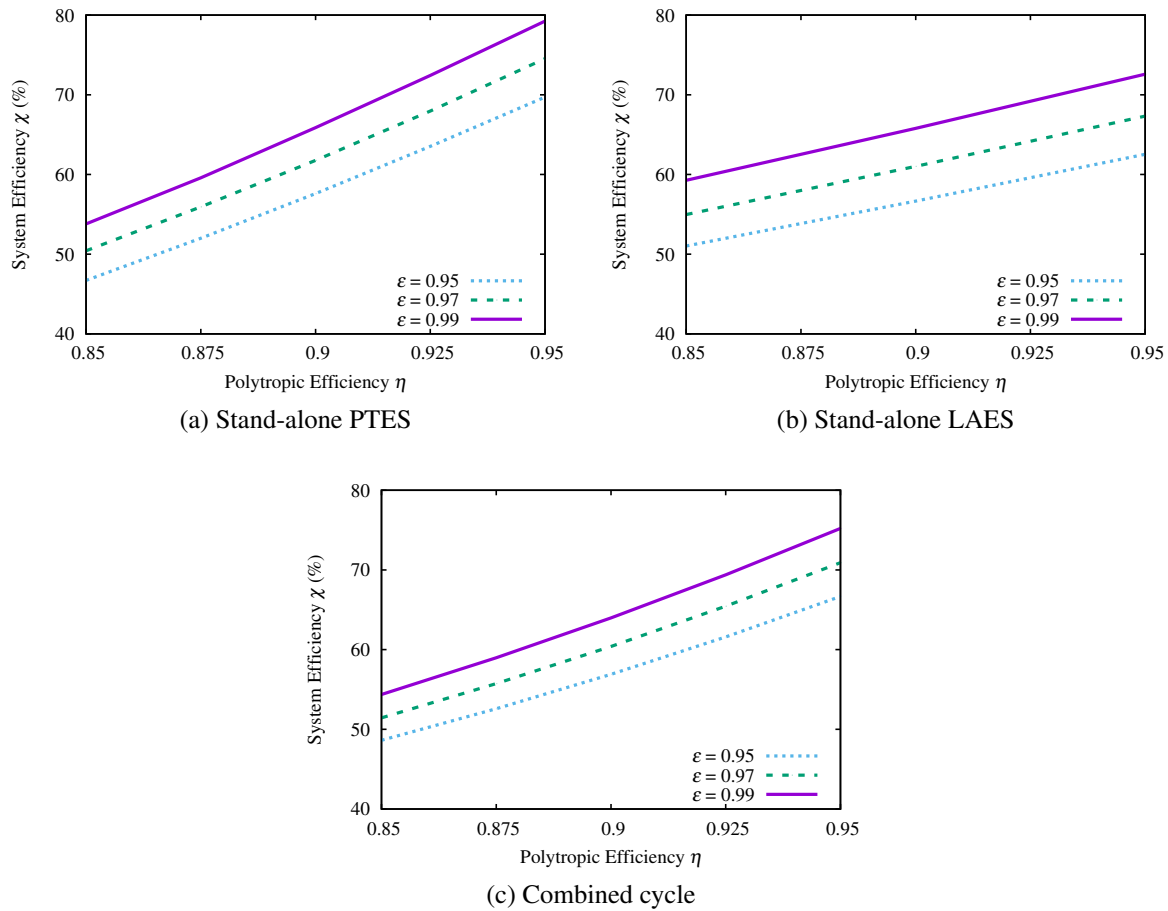 80
70
60
50
40
System Efficiency χ (%)
0.85 0.875 0.9 0.925 0.95
Polytropic Efficiency η
ε = 0.95
ε = 0.97
ε = 0.99
(a) Stand-alone PTES
80
70
60
50
40
System Efficiency χ (%)
0.85 0.875 0.9 0.925 0.95
Polytropic Efficiency η
ε = 0.95
ε = 0.97
ε = 0.99
(b) Stand-alone LAES
80
70
60
50
40
System Efficiency χ (%)
0.85 0.875 0.9 0.925 0.95
Polytropic Efficiency η
ε = 0.95
ε = 0.97
ε = 0.99
(c) Combined cycle